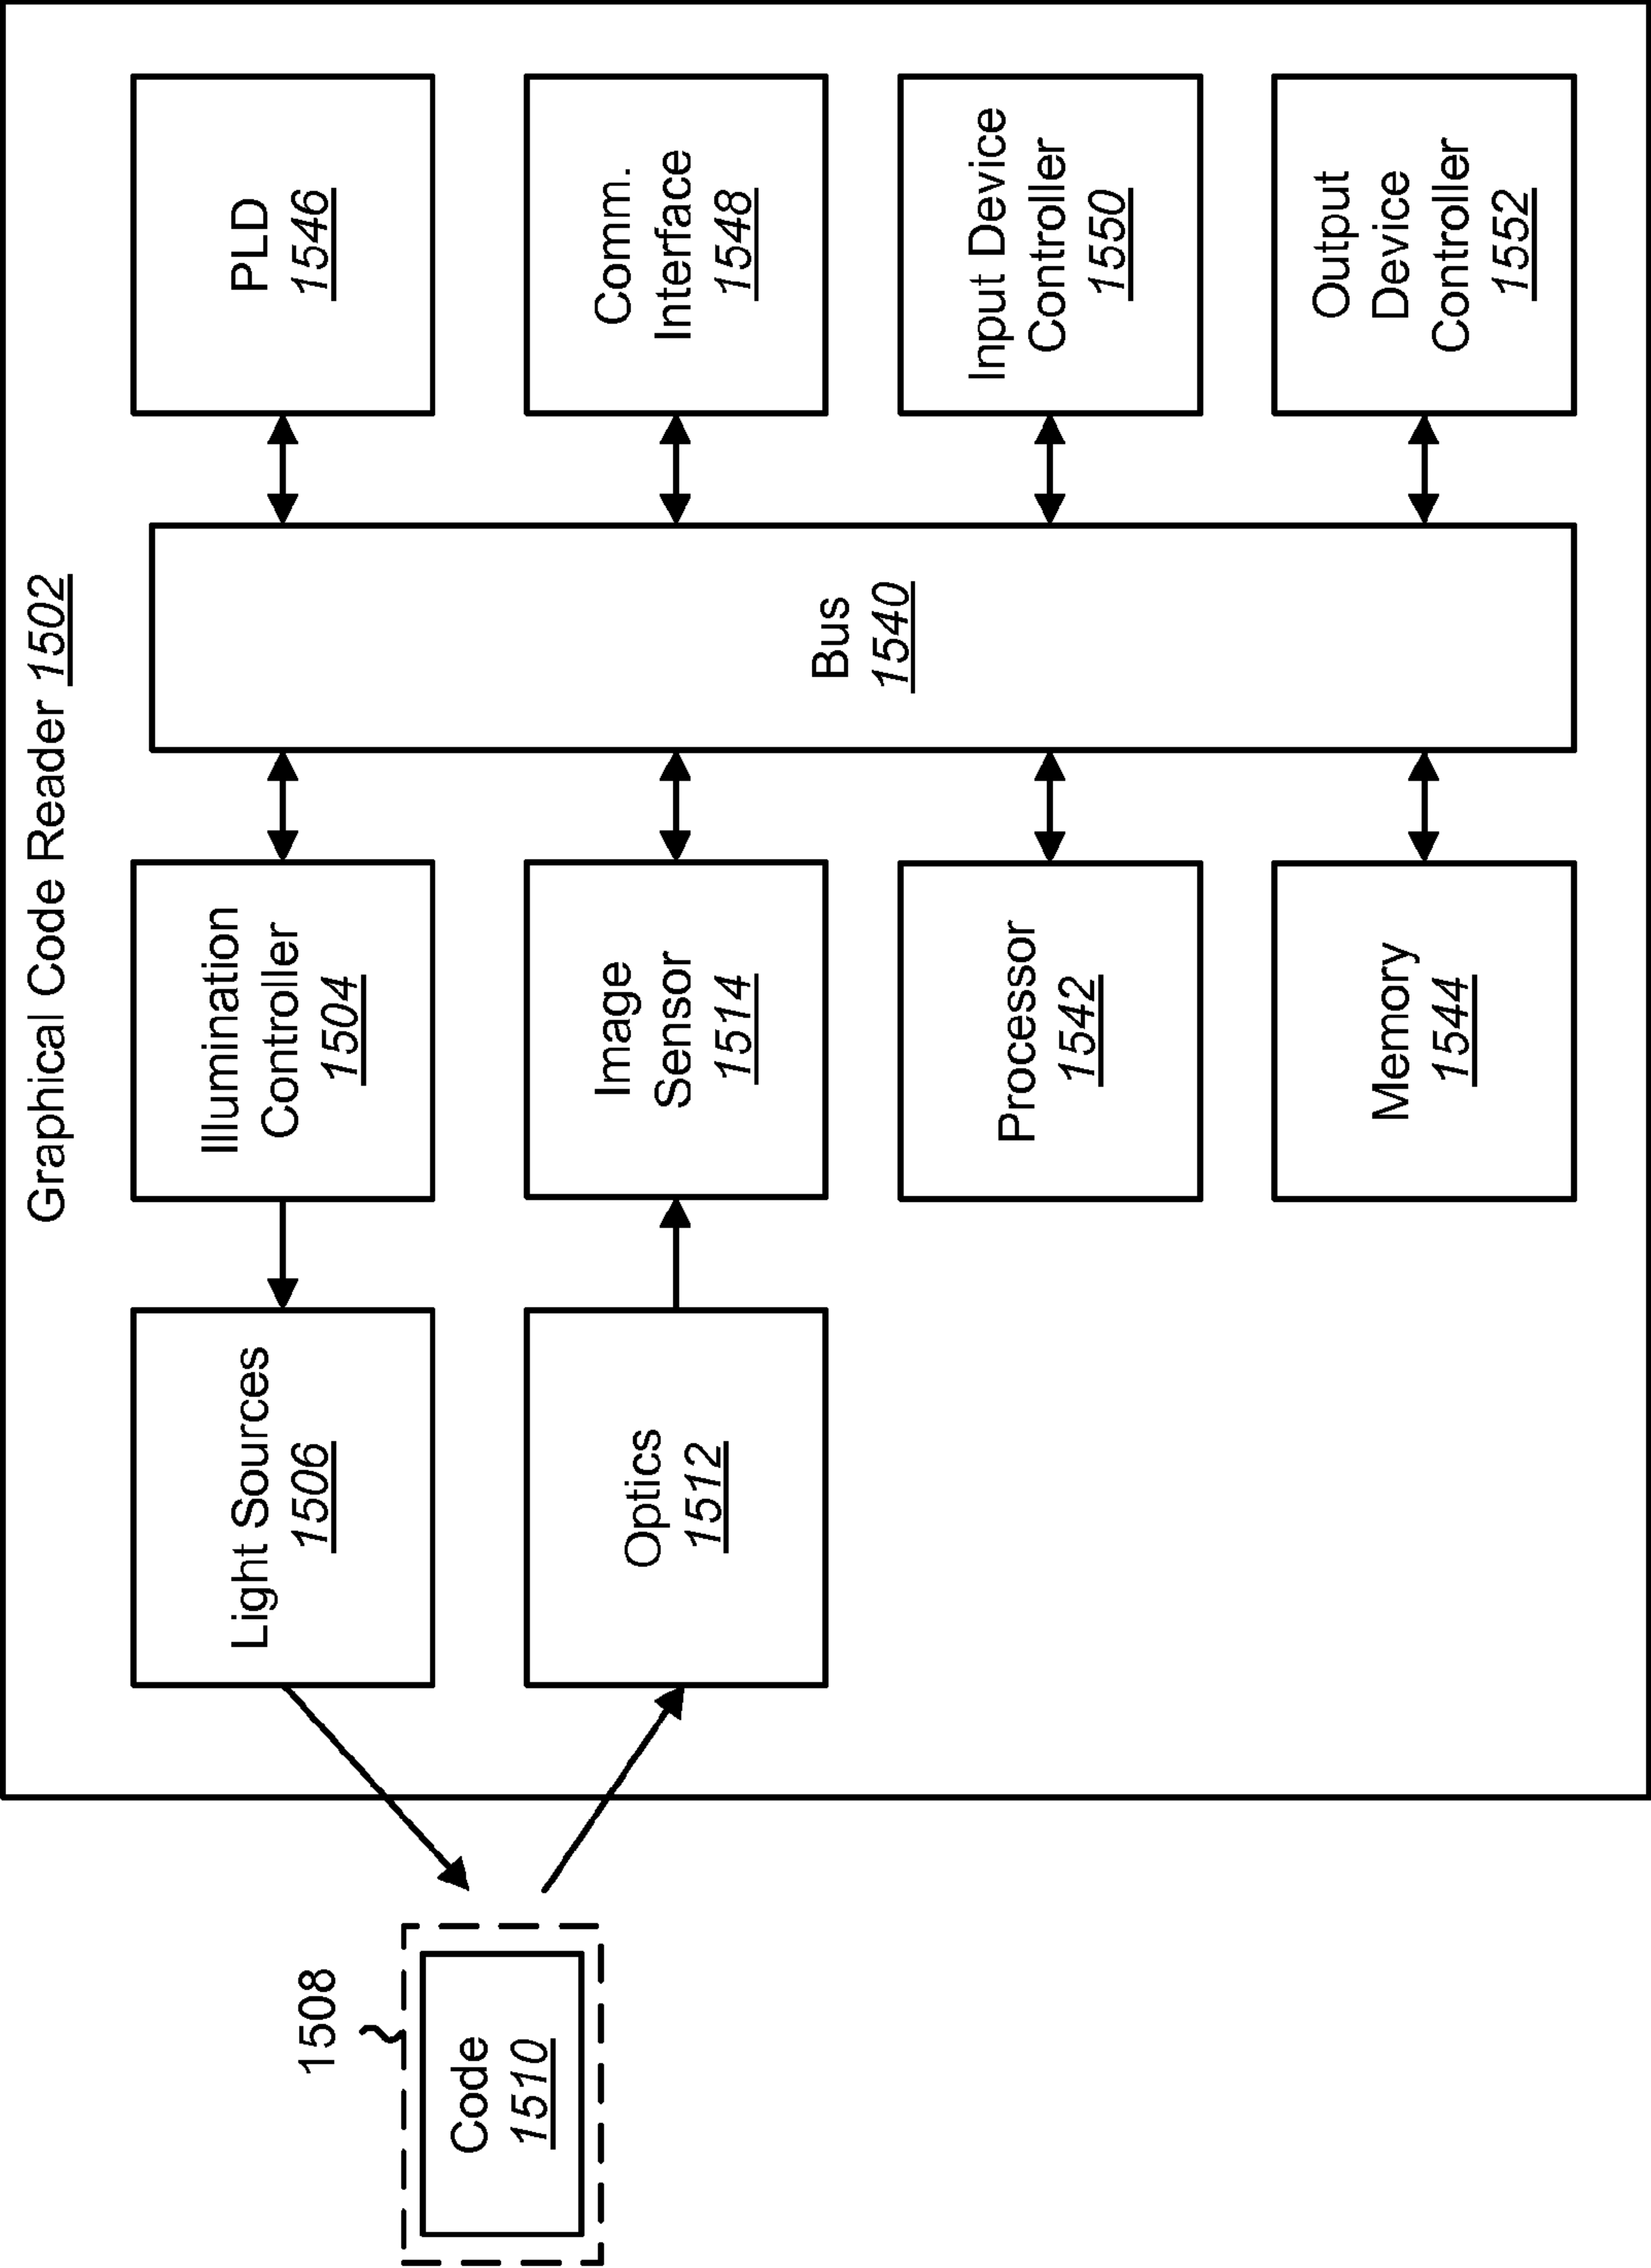 Graphical Code Reader 1502
1508
Code
1510
Light Sources
1506
Illumination
Controller
1504
PLD
1546
Optics
1512
Image
Sensor
1514
Comm.
Interface
1548
Bus
1540
Processor
1542
Input Device
Controller
1550
Memory
1544
Output
Device
Controller
1552